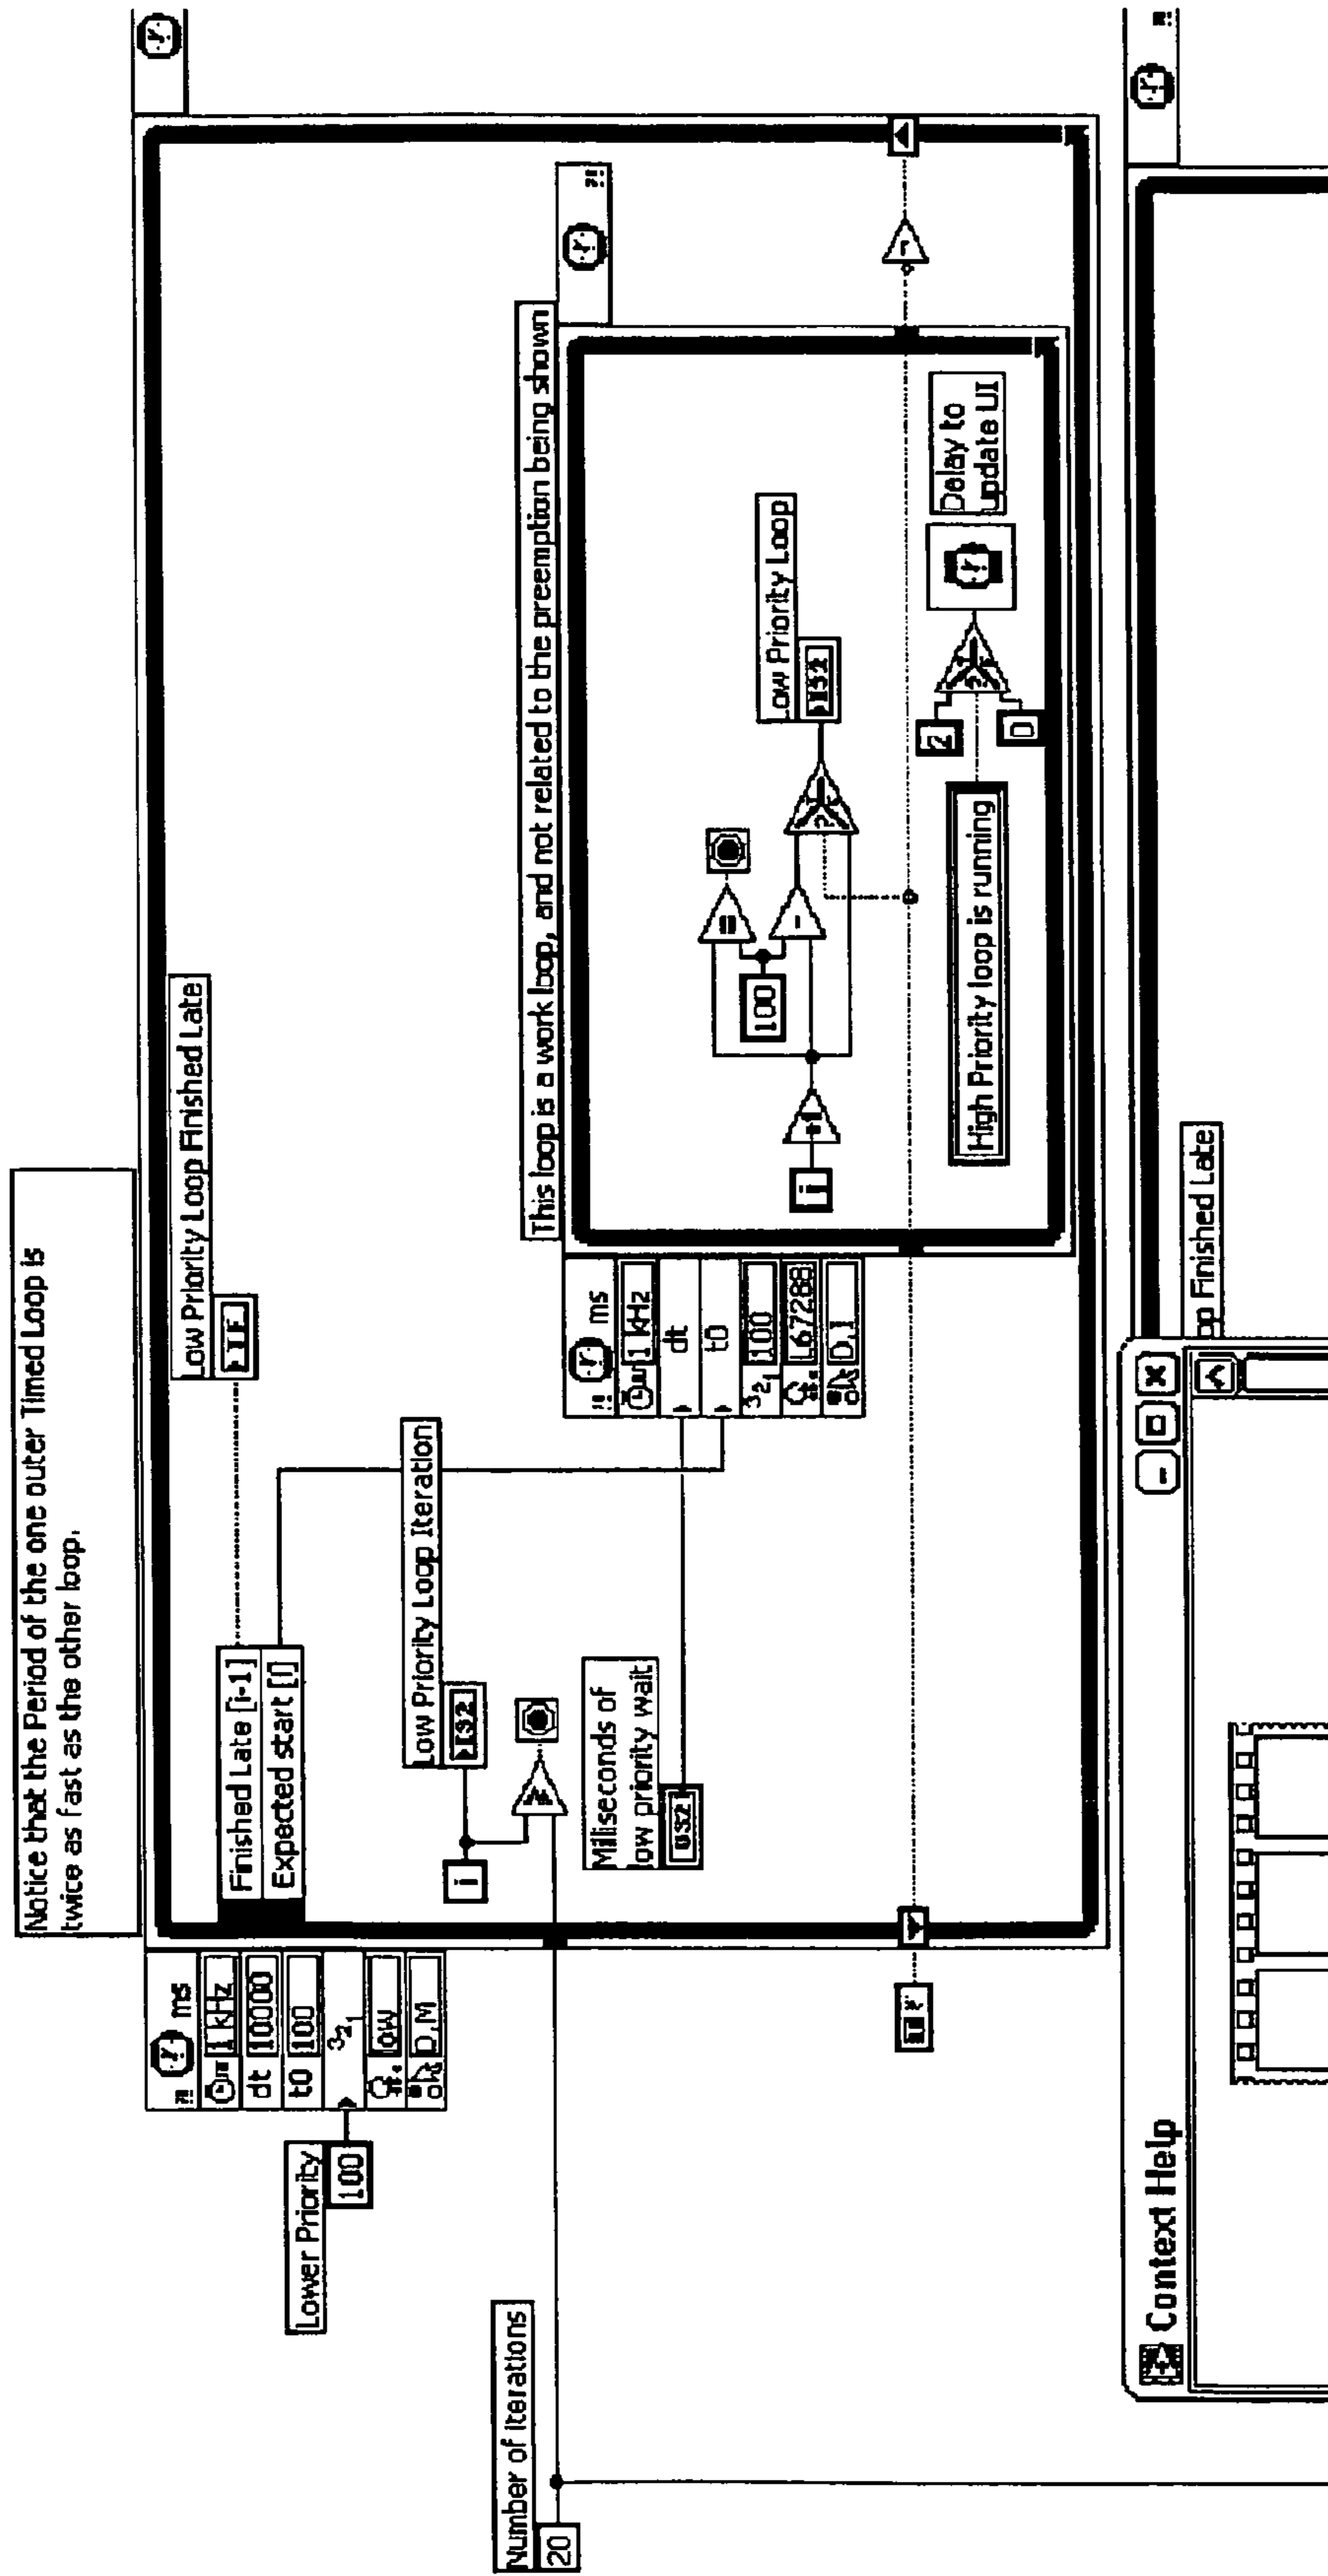 Notice that the Period of the one outer Timed Loop is
twice as fast as the other loop.
ms
1 kHz
dt 10000
t0 100
Lower Priority
100
low
Number of iterations
20
Finished Late [i-1]
Expected start [i]
Low Priority Loop Finished Late
TF
i
Low Priority Loop Iteration
I32
Miliseconds of
low priority wait
U32
This loop is a work loop, and not related to the preemption being shown
ms
1 kHz
dt
t0
100
i
+1
100
Low Priority Loop
I32
High Priority loop is running
2
0
Delay to
update UI
Context Help
op Finished Late